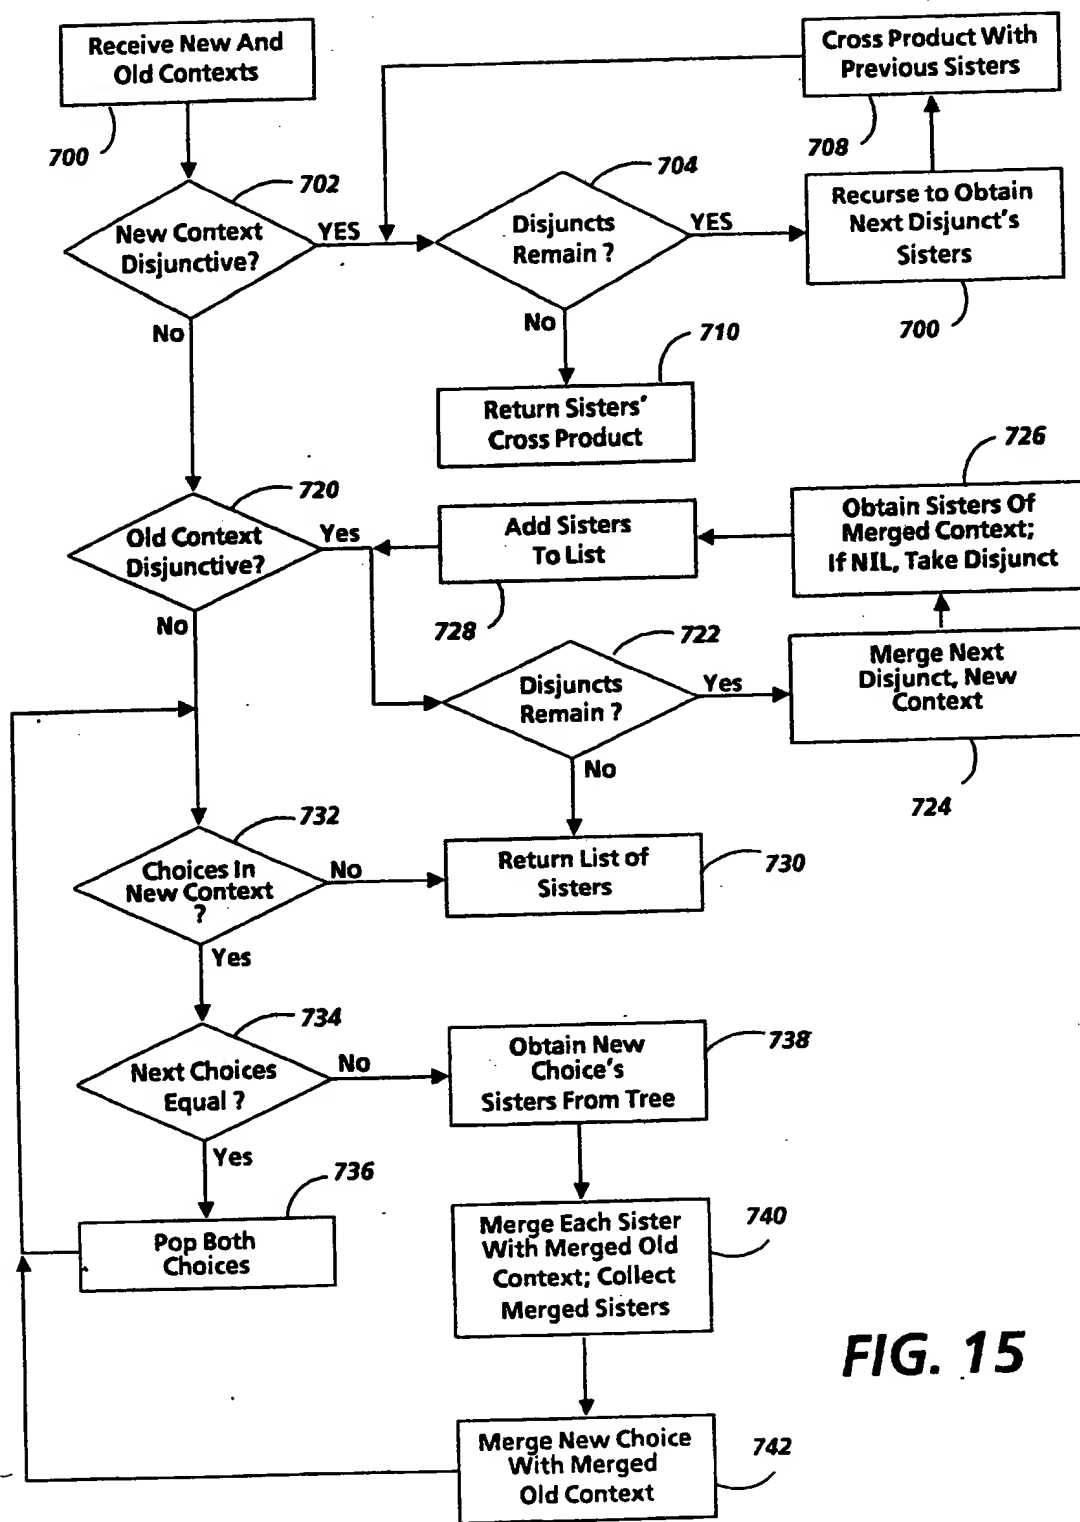 Receive New And
Old Contexts
700
Cross Product With
Previous Sisters
708
702
New Context
Disjunctive?
YES
No
704
Disjuncts
Remain ?
YES
No
Recurse to Obtain
Next Disjunct's
Sisters
700
710
Return Sisters'
Cross Product
720
Old Context
Disjunctive?
Yes
No
Add Sisters
To List
728
726
Obtain Sisters Of
Merged Context;
If NIL, Take Disjunct
722
Disjuncts
Remain ?
Yes
No
Merge Next
Disjunct, New
Context
724
732
Choices In
New Context
?
No
Yes
Return List of
Sisters
730
734
Next Choices
Equal ?
No
Yes
Obtain New
Choice's
Sisters From Tree
738
736
Pop Both
Choices
Merge Each Sister
With Merged Old
Context; Collect
Merged Sisters
740
Merge New Choice
With Merged
Old Context
742
FIG. 15